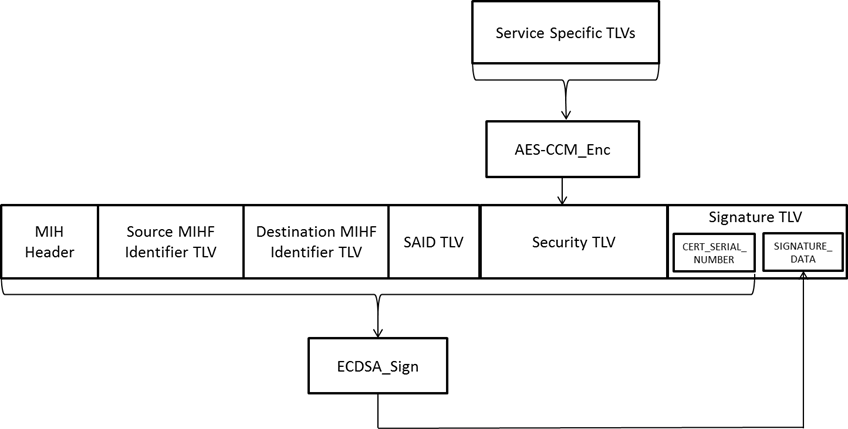 Service Specific TLVs
AES-CCM_Enc
MIH
Header
Source MIHF
Identifier TLV
Destination MIHF
Identifier TLV
SAID TLV
Security TLV
Signature TLV
CERT_SERIAL_
NUMBER
SIGNATURE_
DATA
ECDSA_Sign